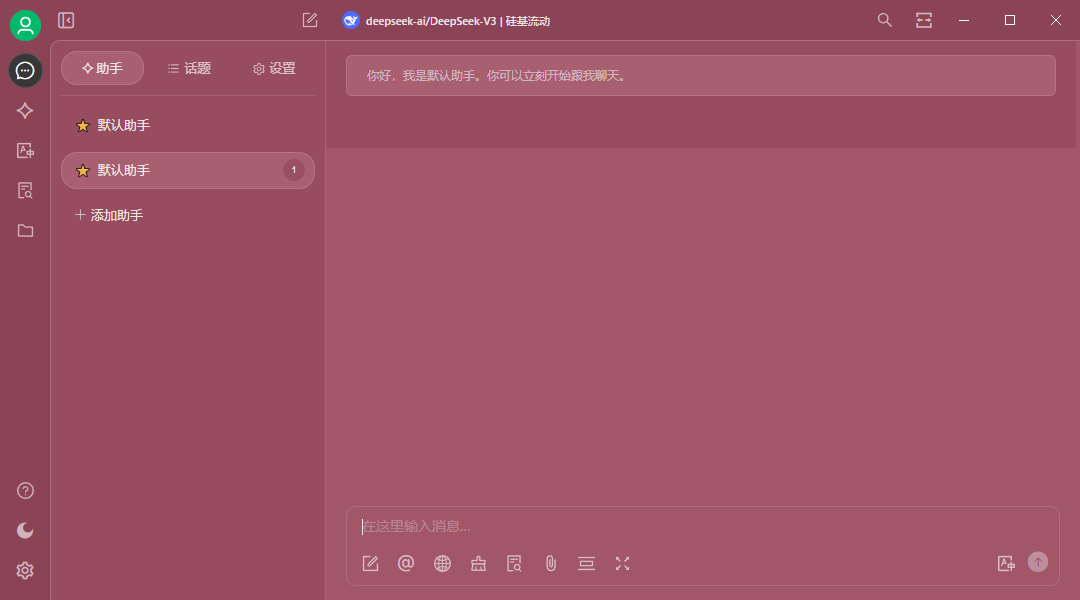 deepseek-ai/DeepSeek-V3 | 硅基流动
助手
话题
设置
默认助手
默认助手
1
添加助手
你好，我是默认助手。你可以立刻开始跟我聊天。
在这里输入消息...